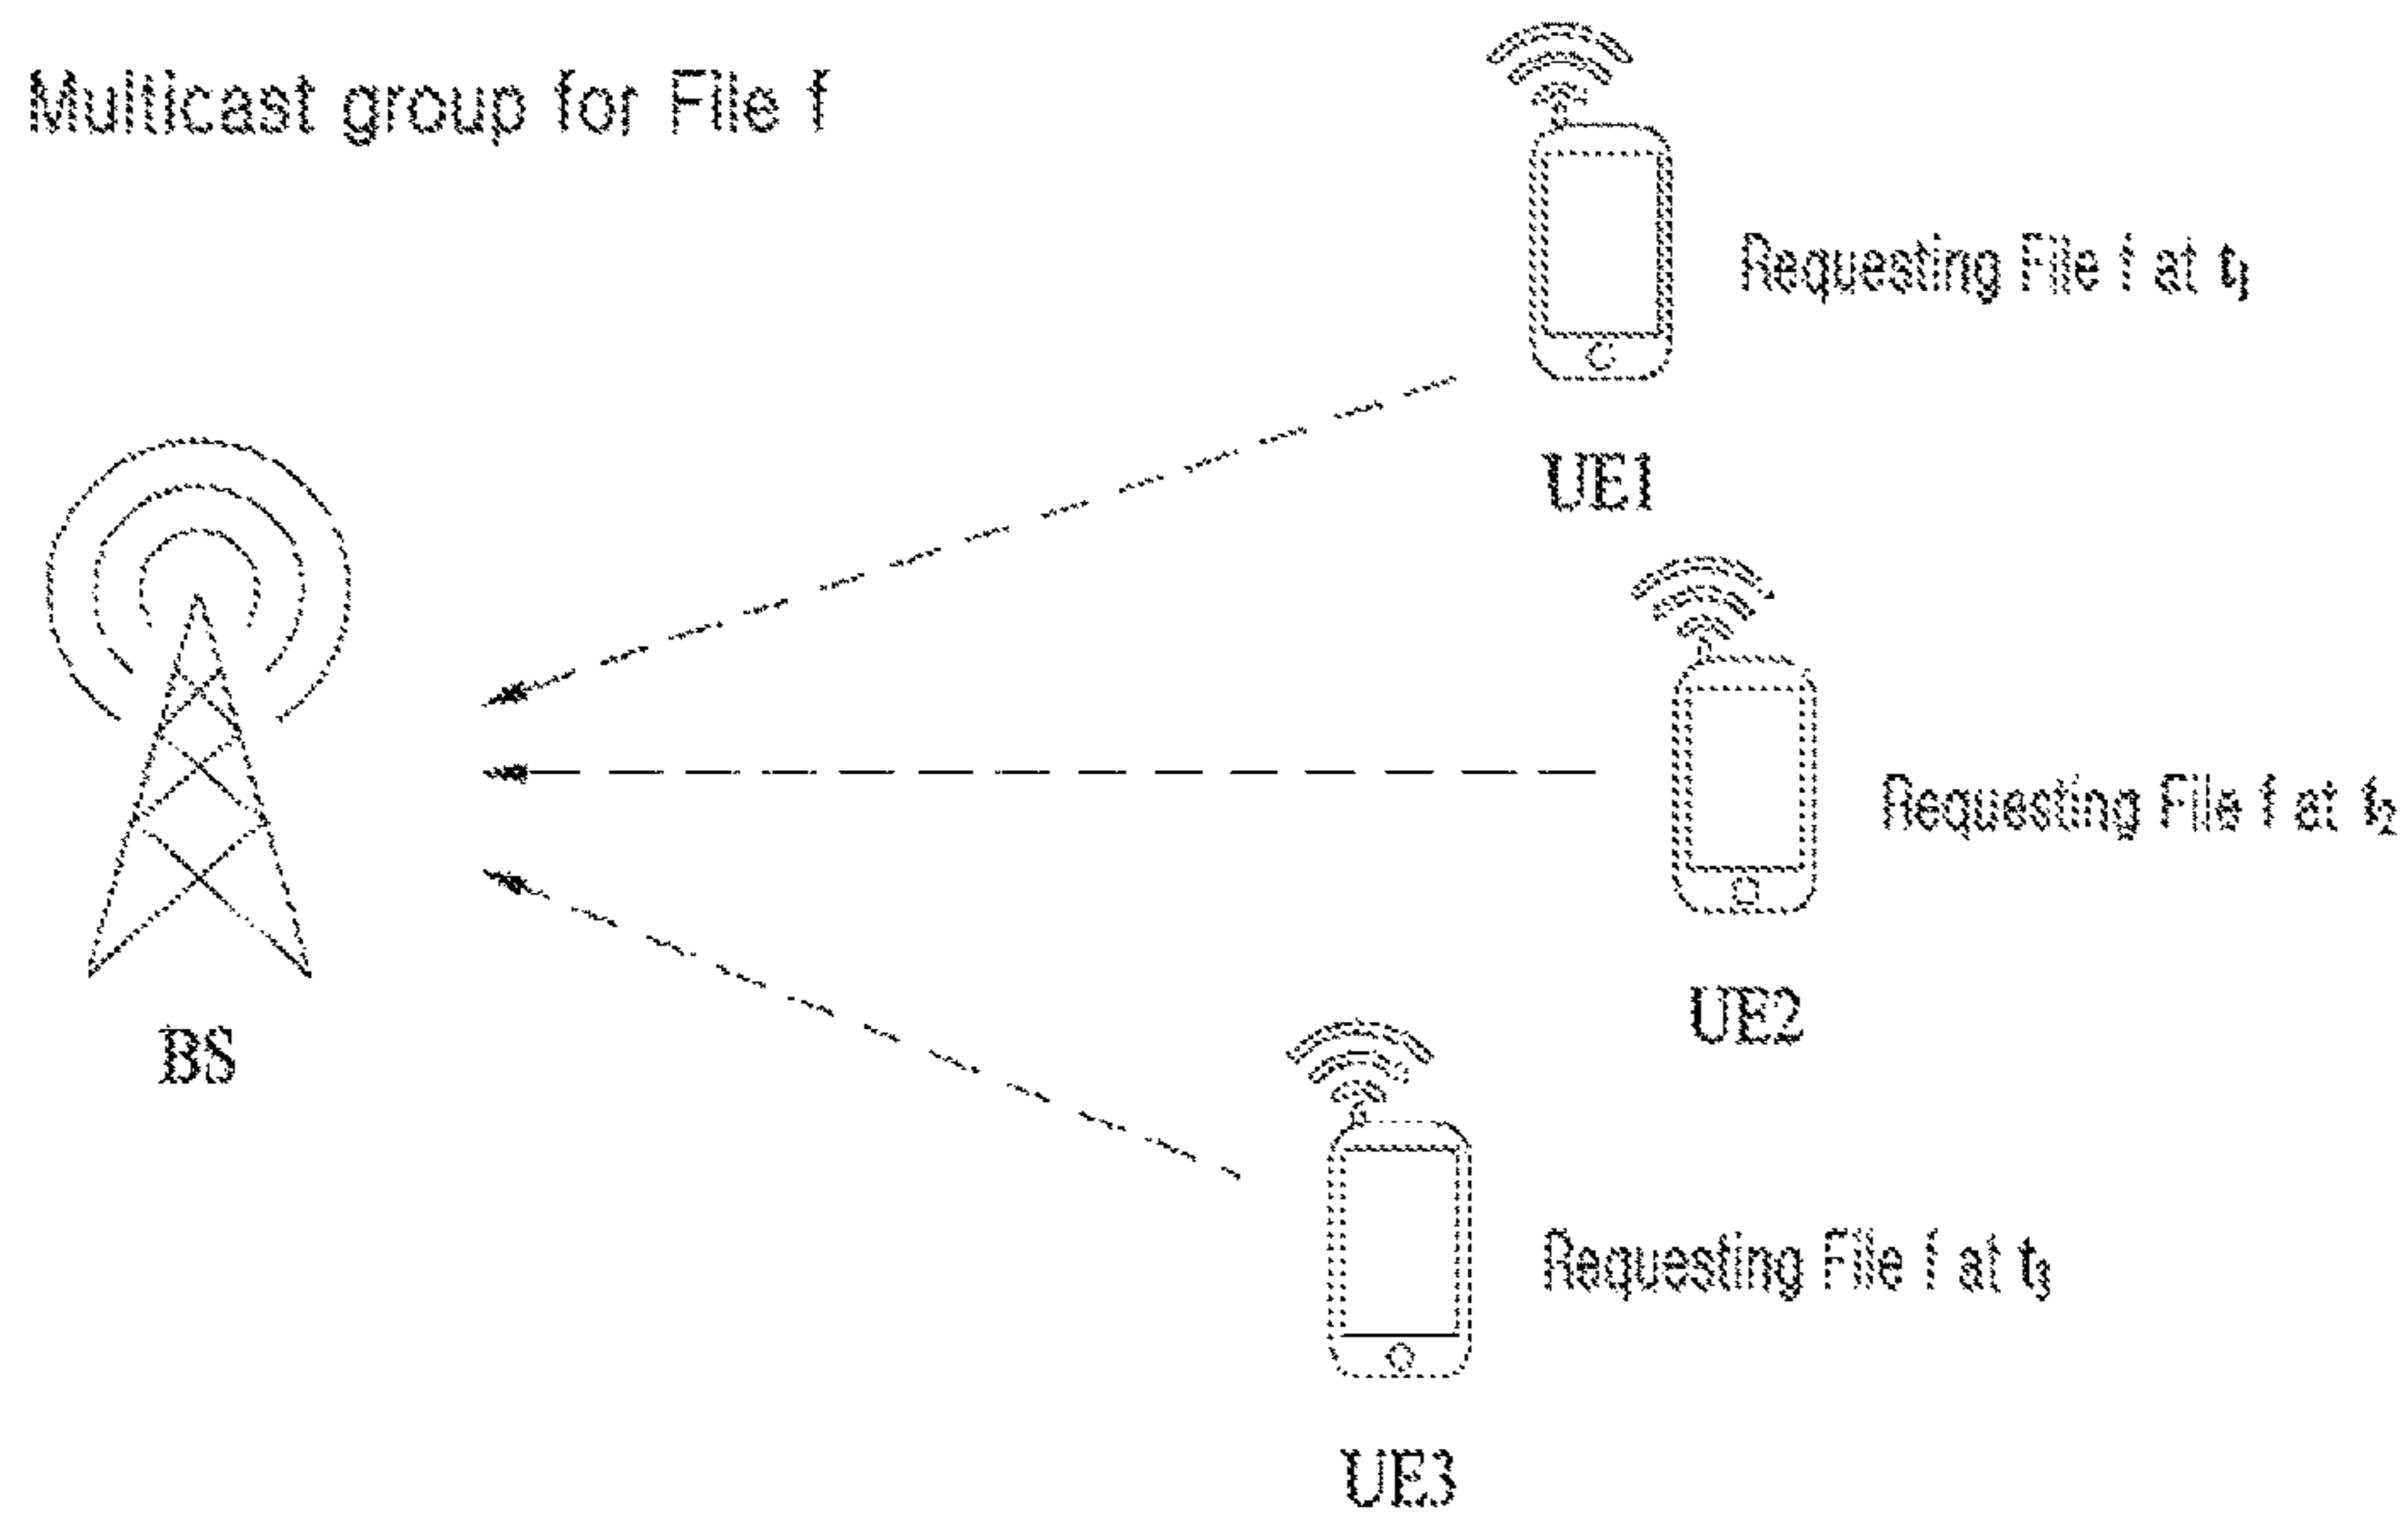 Multicast group for File f
Requesting File f at t₁
UE1
Requesting File f at t₂
UE2
BS
Requesting File f at t₃
UE3